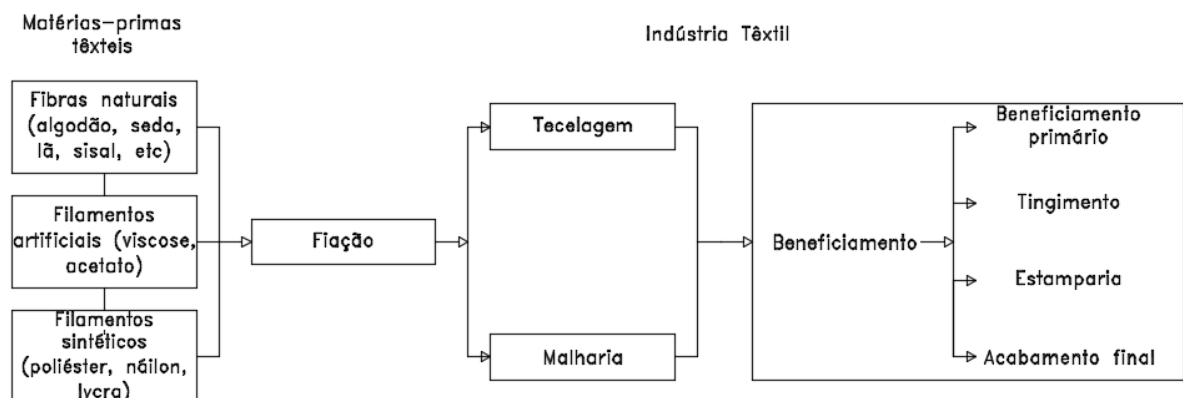 Matérias-primas
têxteis
Indústria Têxtil
Fibras naturais
(algodão, seda,
lã, sisal, etc)
Filamentos
artificiais (viscose,
acetato)
Filamentos
sintéticos
(poliéster, náilon,
lycra)
Fiação
Tecelagem
Malharia
Beneficiamento
Beneficiamento
primário
Tingimento
Estamparia
Acabamento final